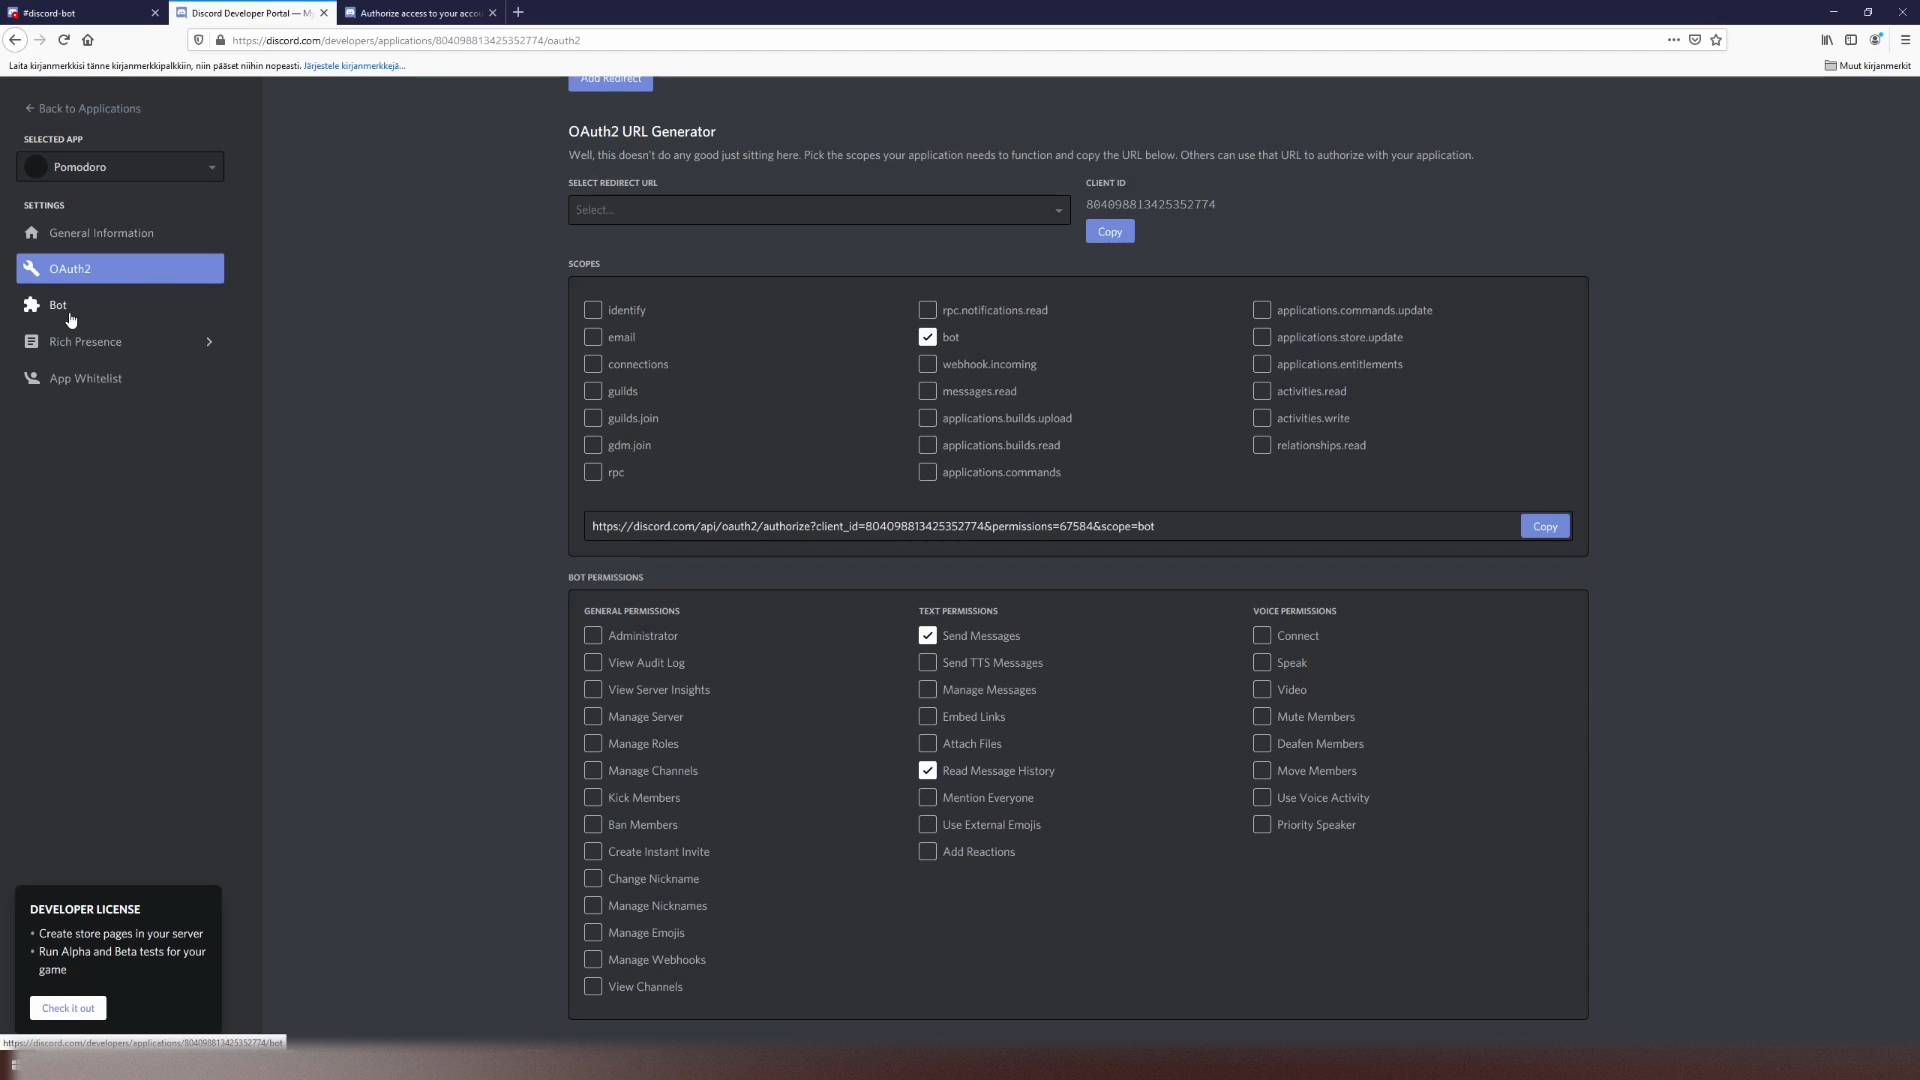 #discord-bot
Discord Developer Portal — My
Authorize access to your accou
https://discord.com/developers/applications/804098813425352774/oauth2
Laita kirjanmerkkisi tänne kirjanmerkkipalkkiin, niin pääset niihin nopeasti. Järjestele kirjanmerkkejä...
Muut kirjanmerkit
Back to Applications
SELECTED APP
Pomodoro
SETTINGS
General Information
OAuth2
Bot
Rich Presence
App Whitelist
DEVELOPER LICENSE
• Create store pages in your server
• Run Alpha and Beta tests for your
game
Check it out
https://discord.com/developers/applications/804098813425352774/bot
Add Redirect
OAuth2 URL Generator
Well, this doesn't do any good just sitting here. Pick the scopes your application needs to function and copy the URL below. Others can use that URL to authorize with your application.
SELECT REDIRECT URL
Select...
CLIENT ID
804098813425352774
Copy
SCOPES
identify
email
connections
guilds
guilds.join
gdm.join
rpc
rpc.notifications.read
bot
webhook.incoming
messages.read
applications.builds.upload
applications.builds.read
applications.commands
applications.commands.update
applications.store.update
applications.entitlements
activities.read
activities.write
relationships.read
https://discord.com/api/oauth2/authorize?client_id=804098813425352774&permissions=67584&scope=bot
Copy
BOT PERMISSIONS
GENERAL PERMISSIONS
Administrator
View Audit Log
View Server Insights
Manage Server
Manage Roles
Manage Channels
Kick Members
Ban Members
Create Instant Invite
Change Nickname
Manage Nicknames
Manage Emojis
Manage Webhooks
View Channels
TEXT PERMISSIONS
Send Messages
Send TTS Messages
Manage Messages
Embed Links
Attach Files
Read Message History
Mention Everyone
Use External Emojis
Add Reactions
VOICE PERMISSIONS
Connect
Speak
Video
Mute Members
Deafen Members
Move Members
Use Voice Activity
Priority Speaker